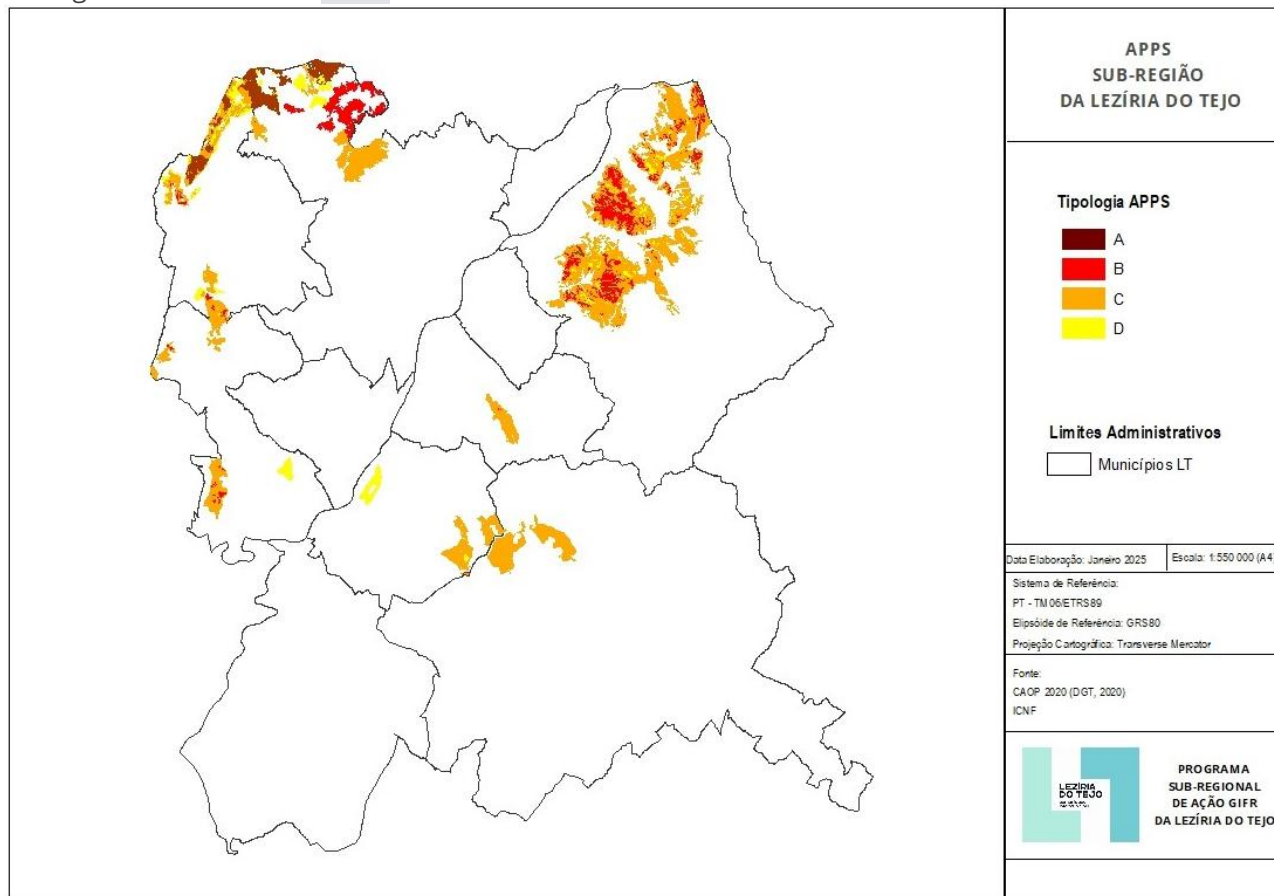 APPS
SUB-REGIÃO
DA LEZÍRIA DO TEJO
Tipologia APPS
A
B
C
D
Limites Administrativos
Municípios LT
Data Elaboração: Janeiro 2025
Escala: 1:550 000 (A4
Sistema de Referência:
PT - TM06/ETRS89
Elipsóide de Referência: GRS80
Projeção Cartográfica: Transverse Mercator
Fonte:
CAOP 2020 (DGT, 2020)
ICNF
LEZÍRIA
DO TEJO
PROGRAMA
SUB-REGIONAL
DE AÇÃO GIFR
DA LEZÍRIA DO TEJO